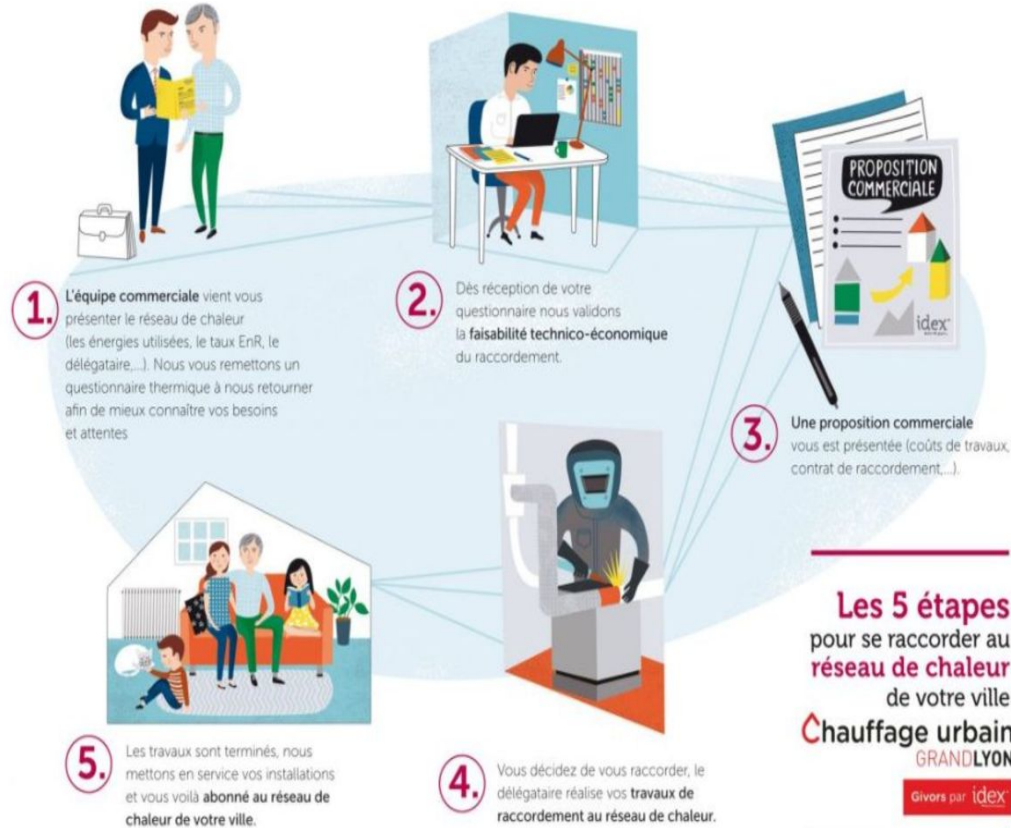 1.
L'équipe commerciale vient vous
présenter le réseau de chaleur
(les énergies utilisées, le taux EnR, le
délégataire,...). Nous vous remettons un
questionnaire thermique à nous retourner
afin de mieux connaître vos besoins
et attentes
2.
Dès réception de votre
questionnaire nous validons
la faisabilité technico-économique
du raccordement.
PROPOSITION
COMMERCIALE
idex
3.
Une proposition commerciale
vous est présentée (coûts de travaux,
contrat de raccordement,...).
4.
Vous décidez de vous raccorder, le
délégataire réalise vos travaux de
raccordement au réseau de chaleur.
5.
Les travaux sont terminés, nous
mettons en service vos installations
et vous voilà abonné au réseau de
chaleur de votre ville.
Les 5 étapes
pour se raccorder au
réseau de chaleur
de votre ville
Chauffage urbain
GRANDLYON
Givors par idex